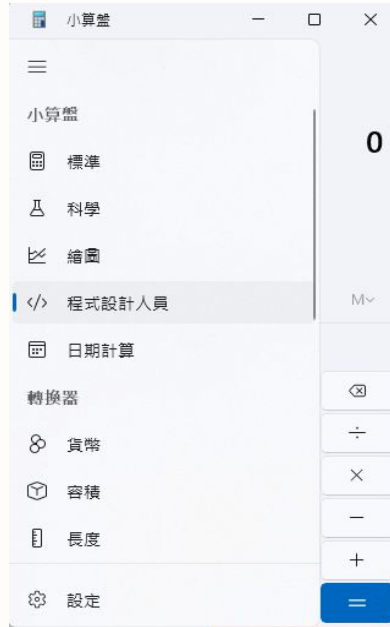 小算盤
小算盤
0
標準
科學
繪圖
</> 程式設計人員
M
日期計算
轉換器
貨幣
÷
容積
×
−
長度
+
設定
=